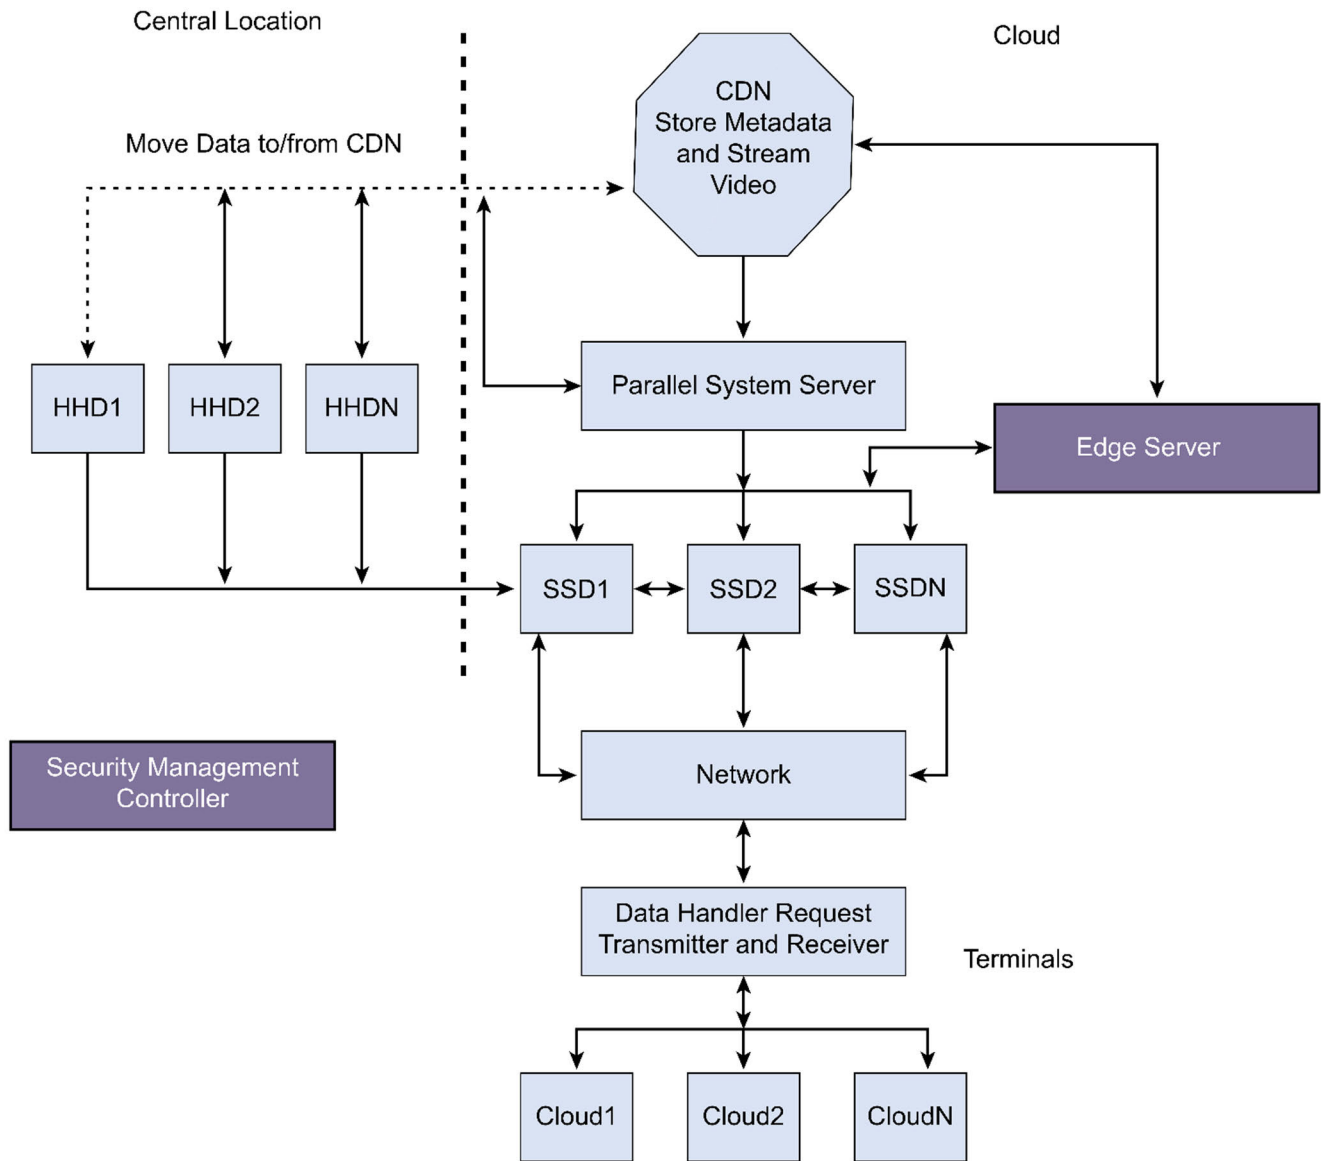 Central Location
Cloud
CDN
Store Metadata
and Stream
Video
Move Data to/from CDN
HHD1
HHD2
HHDN
Parallel System Server
Edge Server
SSD1
SSD2
SSDN
Security Management
Controller
Network
Data Handler Request
Transmitter and Receiver
Terminals
Cloud1
Cloud2
CloudN